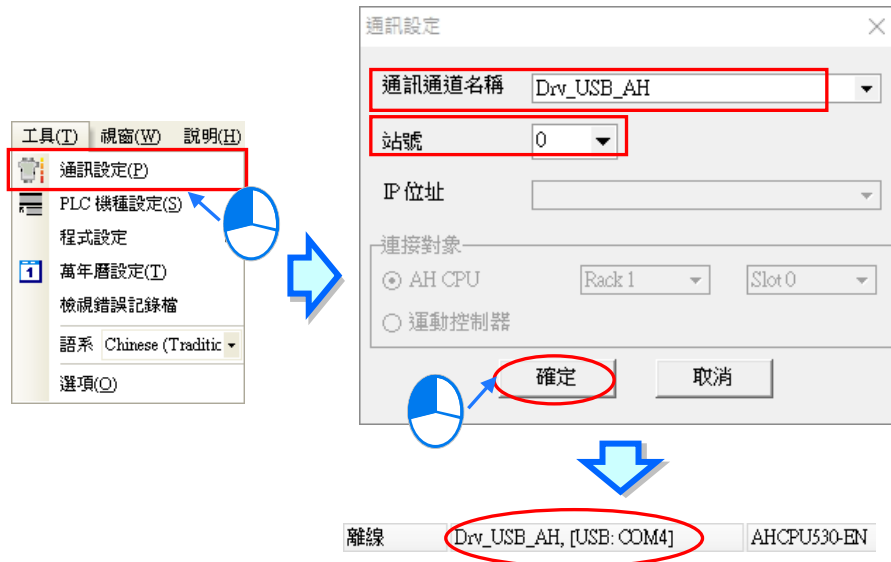 工具(T) 視窗(W) 說明(H)
通訊設定(P)
PLC 機種設定(S)
程式設定
1 萬年曆設定(T)
檢視錯誤記錄檔
語系 Chinese (Traditic
選項(O)
通訊設定
通訊通道名稱 Drv_USB_AH
站號 0
IP 位址
連接對象
AH CPU Rack 1 Slot 0
運動控制器
確定 取消
離線 Drv_USB_AH, [USB: COM4] AHCPU530-EN